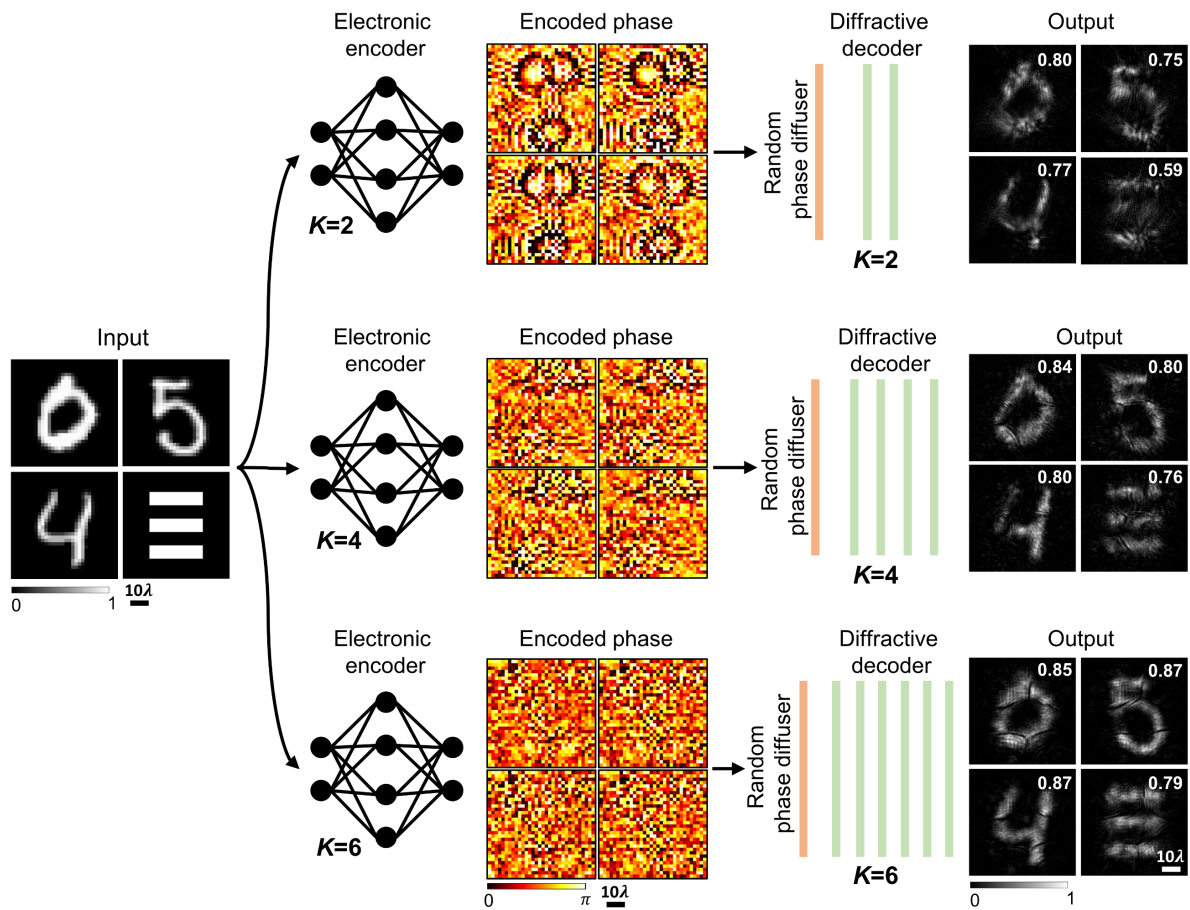 Electronic
encoder
Encoded phase
Diffractive
decoder
Output
K=2
Random
phase diffuser
K=2
0.80
0.75
0.77
0.59
Input
0
5
4
0
1
10λ
Electronic
encoder
Encoded phase
Diffractive
decoder
Output
K=4
Random
phase diffuser
K=4
0.84
0.80
0.80
0.76
Electronic
encoder
Encoded phase
Diffractive
decoder
Output
K=6
Random
phase diffuser
K=6
0.85
0.87
0.87
0.79
10λ
0
π
10λ
0
1